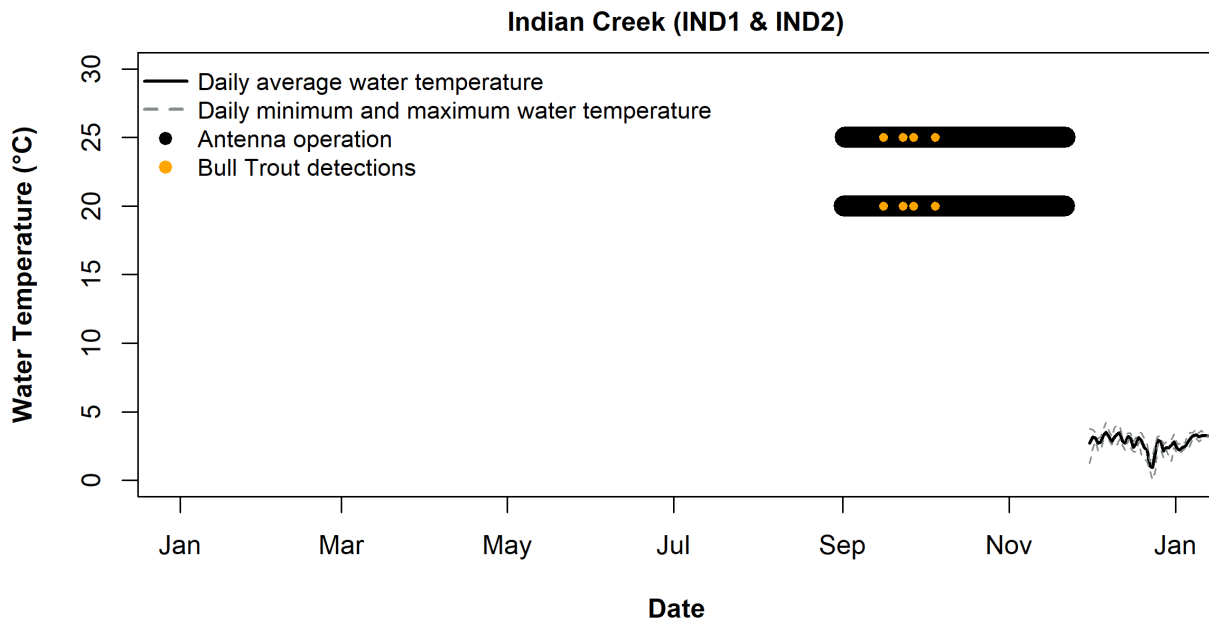 Indian Creek (IND1 & IND2)
Daily average water temperature
Daily minimum and maximum water temperature
Antenna operation
Bull Trout detections
Water Temperature (°C)
30
25
20
15
10
5
0
Jan Mar May Jul Sep Nov Jan
Date